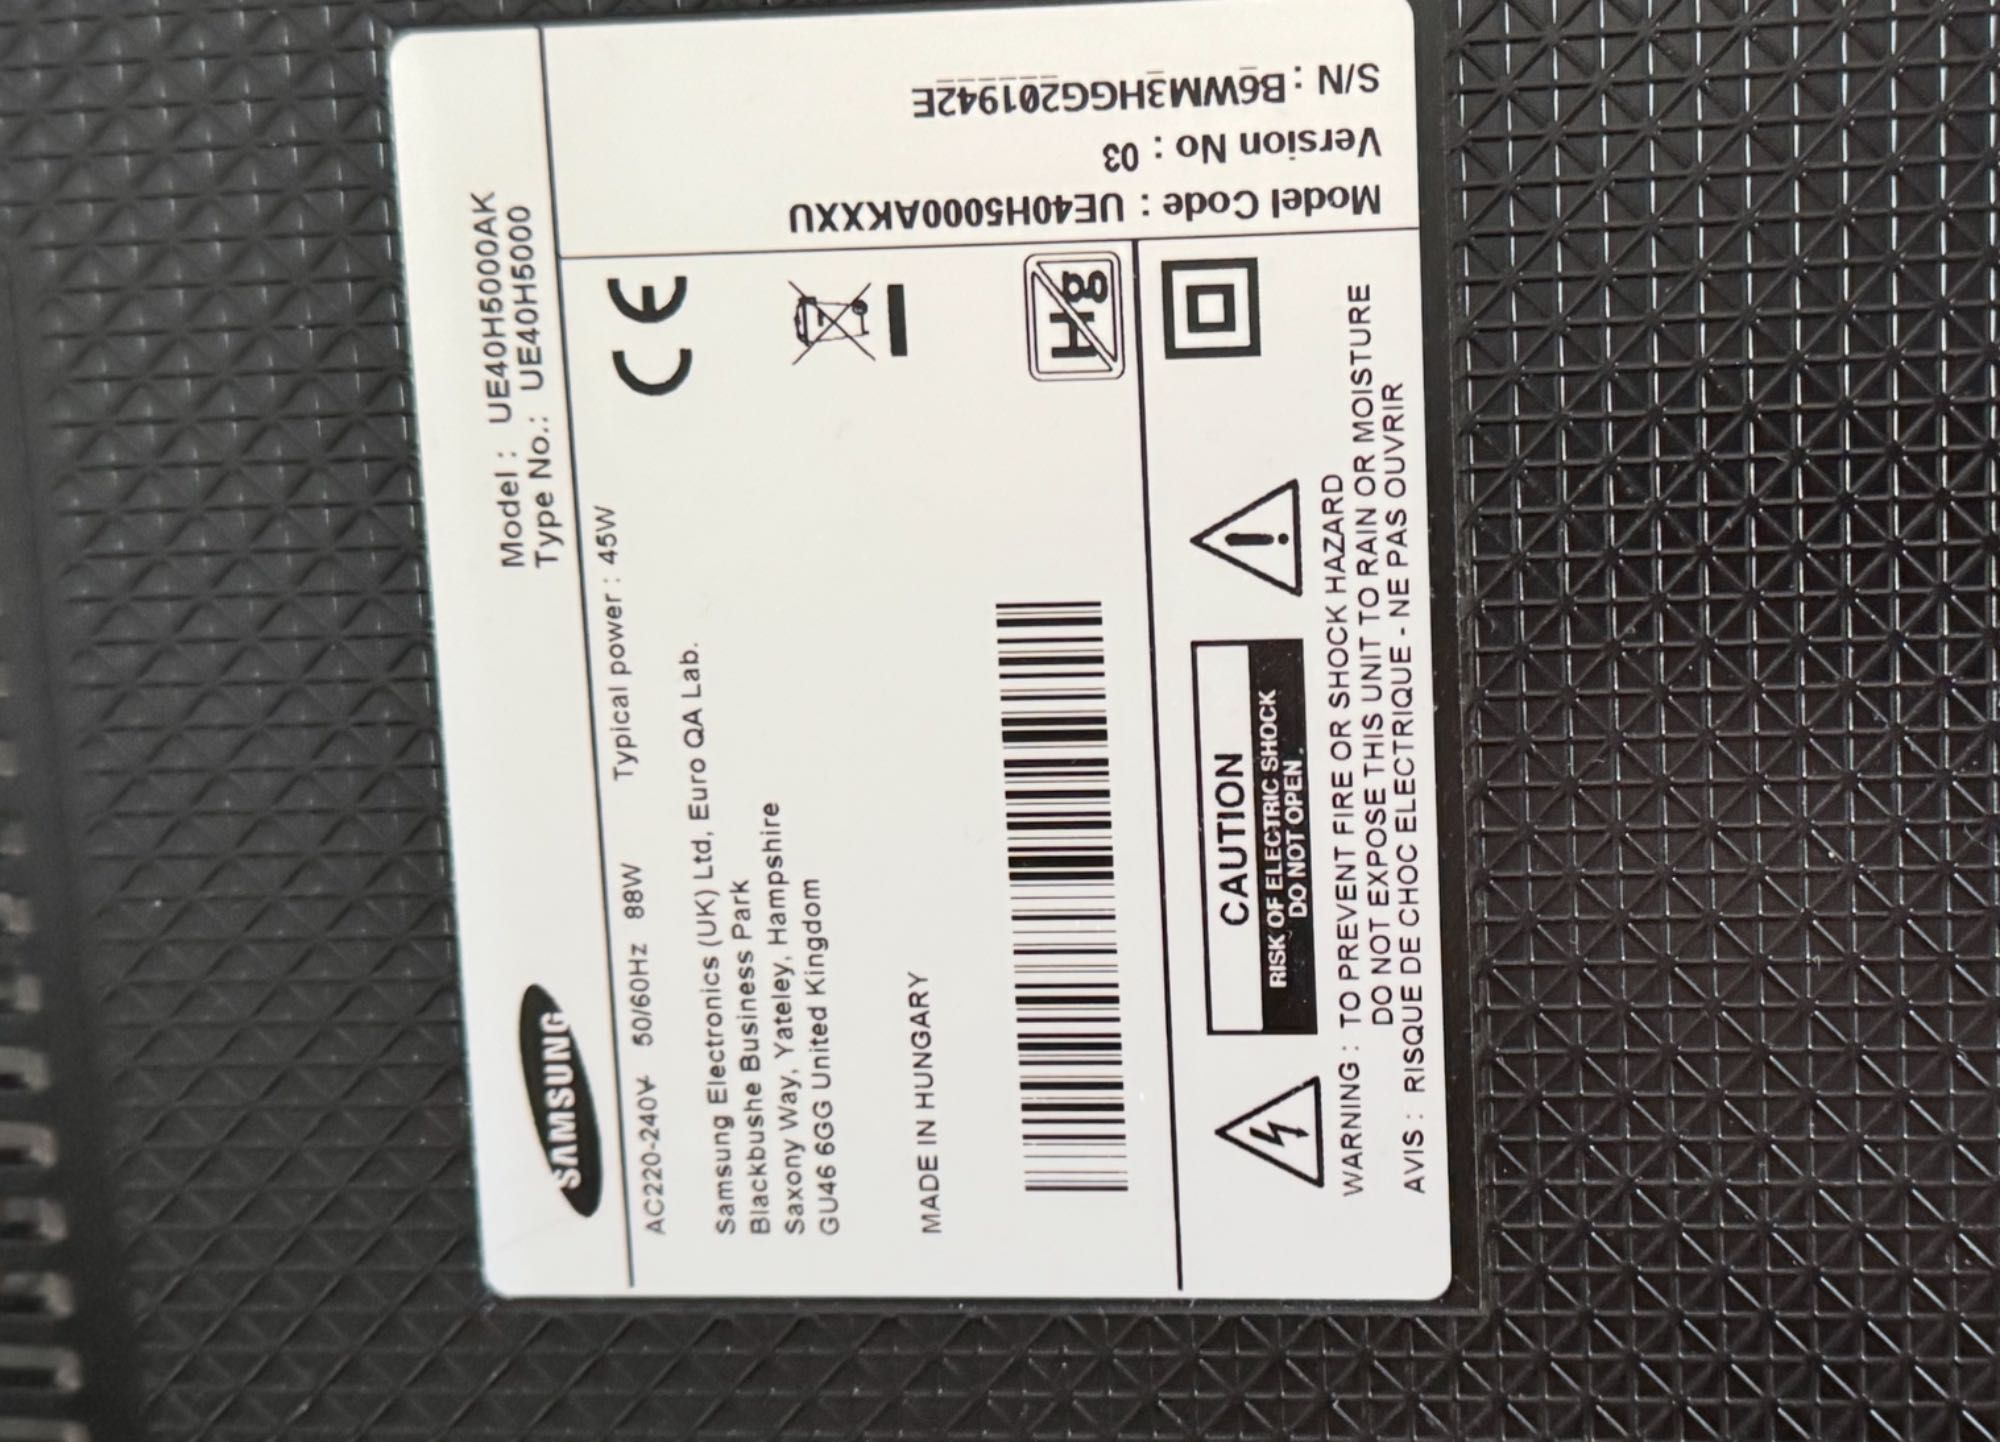 SAMSUNG
Model : UE40H5000AK
Type No.: UE40H5000
AC220-240V 50/60Hz 88W Typical power : 45W
Samsung Electronics (UK) Ltd, Euro QA Lab.
Blackbushe Business Park
Saxony Way, Yateley, Hampshire
GU46 6GG United Kingdom
MADE IN HUNGARY
CE
Hg
CAUTION
RISK OF ELECTRIC SHOCK
DO NOT OPEN.
WARNING : TO PREVENT FIRE OR SHOCK HAZARD
DO NOT EXPOSE THIS UNIT TO RAIN OR MOISTURE
AVIS : RISQUE DE CHOC ELECTRIQUE - NE PAS OUVRIR
Model Code : UE40H5000AKXXU
Version No : 03
S/N : B6WM3HGG201942E